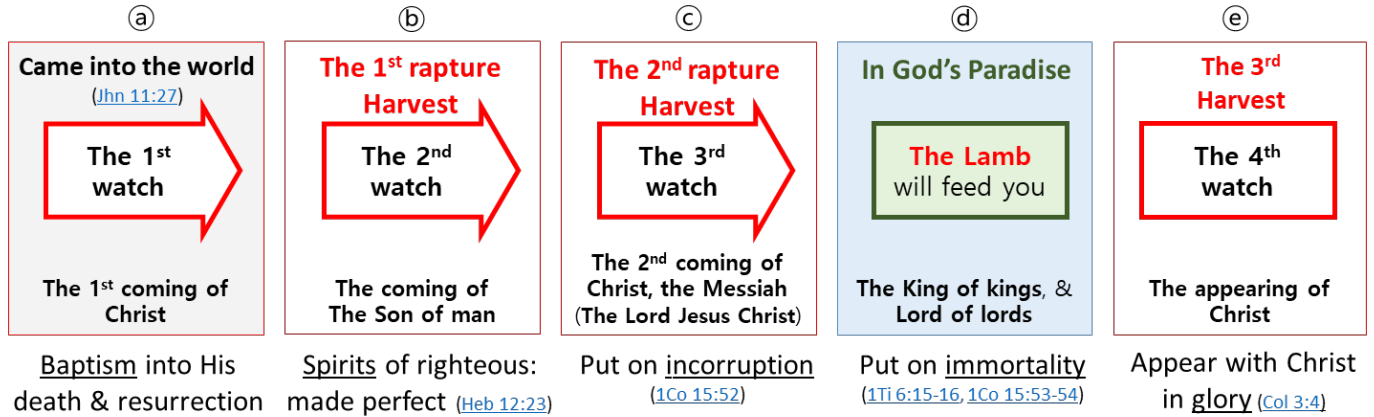 ⓐ
Came into the world
(Jhn 11:27)
The 1st
watch
The 1st coming of
Christ
Baptism into His
death & resurrection
ⓑ
The 1st rapture
Harvest
The 2nd
watch
The coming of
The Son of man
Spirits of righteous:
made perfect (Heb 12:23)
ⓒ
The 2nd rapture
Harvest
The 3rd
watch
The 2nd coming of
Christ, the Messiah
(The Lord Jesus Christ)
Put on incorruption
(1Co 15:52)
ⓓ
In God's Paradise
The Lamb
will feed you
The King of kings, &
Lord of lords
Put on immortality
(1Ti 6:15-16, 1Co 15:53-54)
ⓔ
The 3rd
Harvest
The 4th
watch
The appearing of
Christ
Appear with Christ
in glory (Col 3:4)